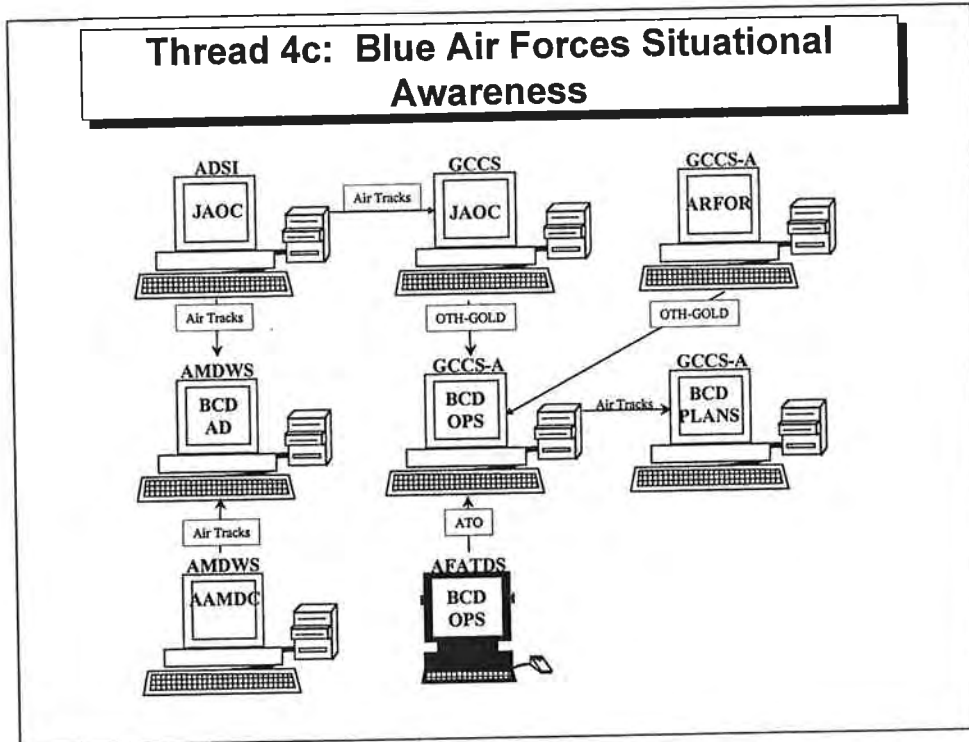 Thread 4c: Blue Air Forces Situational
Awareness
ADSI
JAOC
Air Tracks
GCCS
JAOC
GCCS-A
ARFOR
Air Tracks
OTH-GOLD
OTH-GOLD
AMDWS
BCD
AD
GCCS-A
BCD
OPS
Air Tracks
GCCS-A
BCD
PLANS
Air Tracks
ATO
AMDWS
AAMDC
AFATDS
BCD
OPS